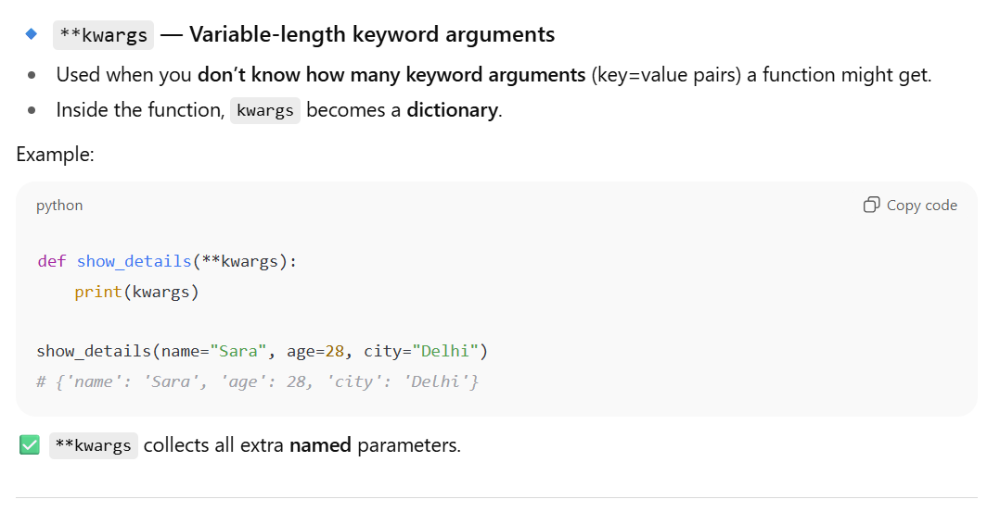 **kwargs — Variable-length keyword arguments
Used when you don’t know how many keyword arguments (key=value pairs) a function might get.
Inside the function, kwargs becomes a dictionary.
Example:
python
Copy code
def show_details(**kwargs):
    print(kwargs)
show_details(name="Sara", age=28, city="Delhi")
# {'name': 'Sara', 'age': 28, 'city': 'Delhi'}
**kwargs collects all extra named parameters.